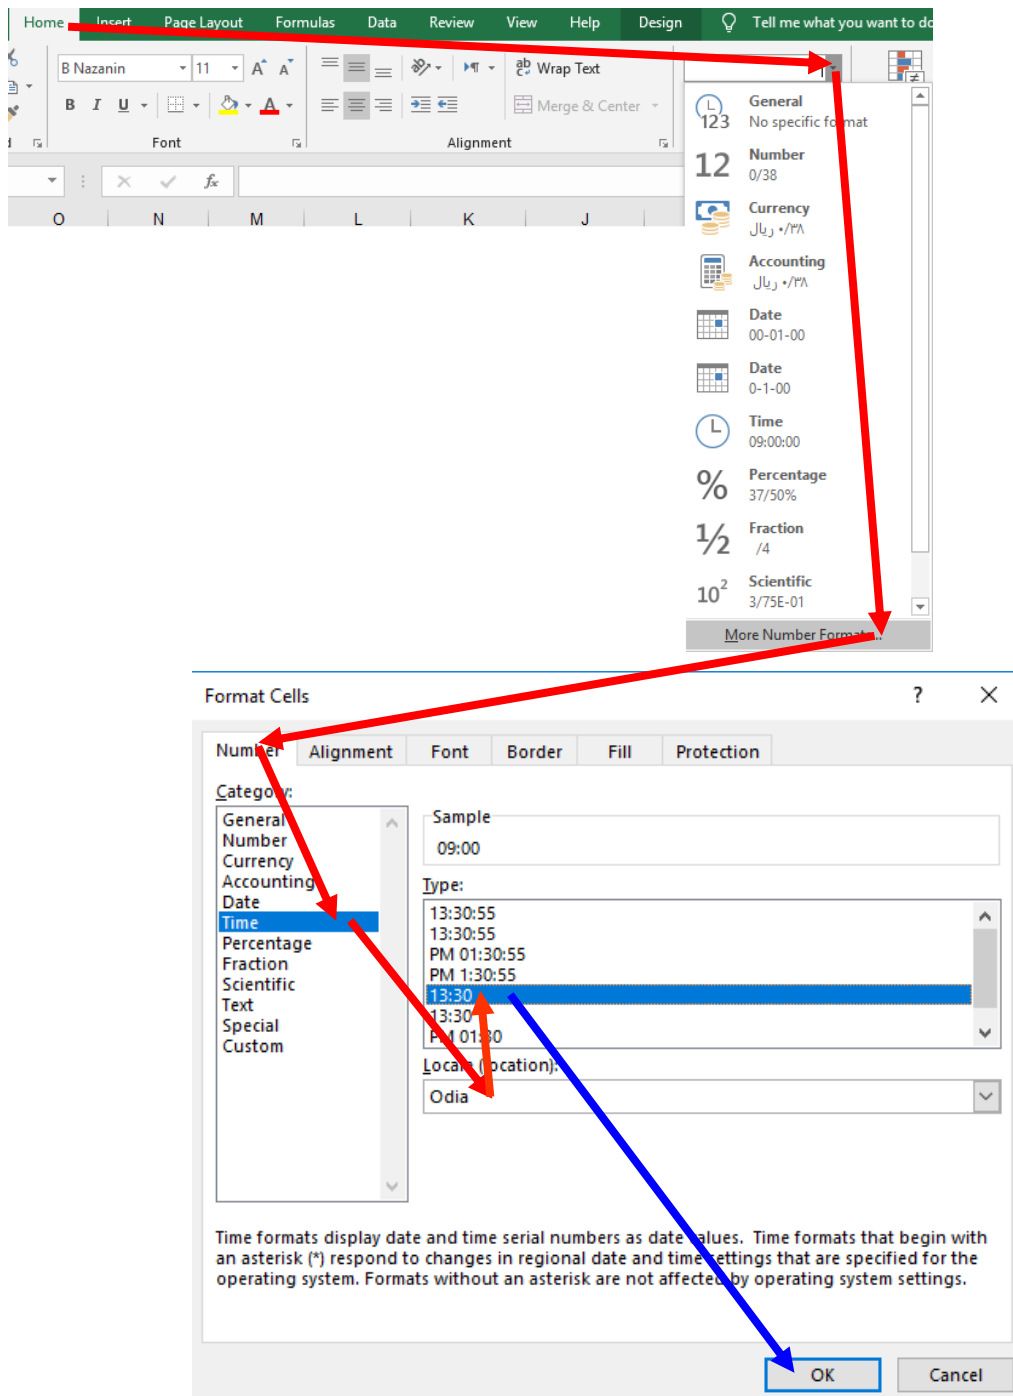 Home Insert Page Layout Formulas Data Review View Help Design Tell me what you want to do
B Nazanin 11 A A ab Wrap Text
B I U A Merge & Center
Font Alignment
fx
O N M L K J
General
123 No specific format
12 Number
0/38
Currency
۰/۳۸ ریال
Accounting
۰/۳۸ ریال
Date
00-01-00
Date
0-1-00
Time
09:00:00
% Percentage
37/50%
½ Fraction
/4
10² Scientific
3/75E-01
More Number Formats...
Format Cells ? ×
Number Alignment Font Border Fill Protection
Category:
General
Number
Currency
Accounting
Date
Time
Percentage
Fraction
Scientific
Text
Special
Custom
Sample
09:00
Type:
13:30:55
13:30:55
PM 01:30:55
PM 1:30:55
13:30
13:30
PM 01:30
Locale (location):
Odia
Time formats display date and time serial numbers as date values. Time formats that begin with
an asterisk (*) respond to changes in regional date and time settings that are specified for the
operating system. Formats without an asterisk are not affected by operating system settings.
OK Cancel